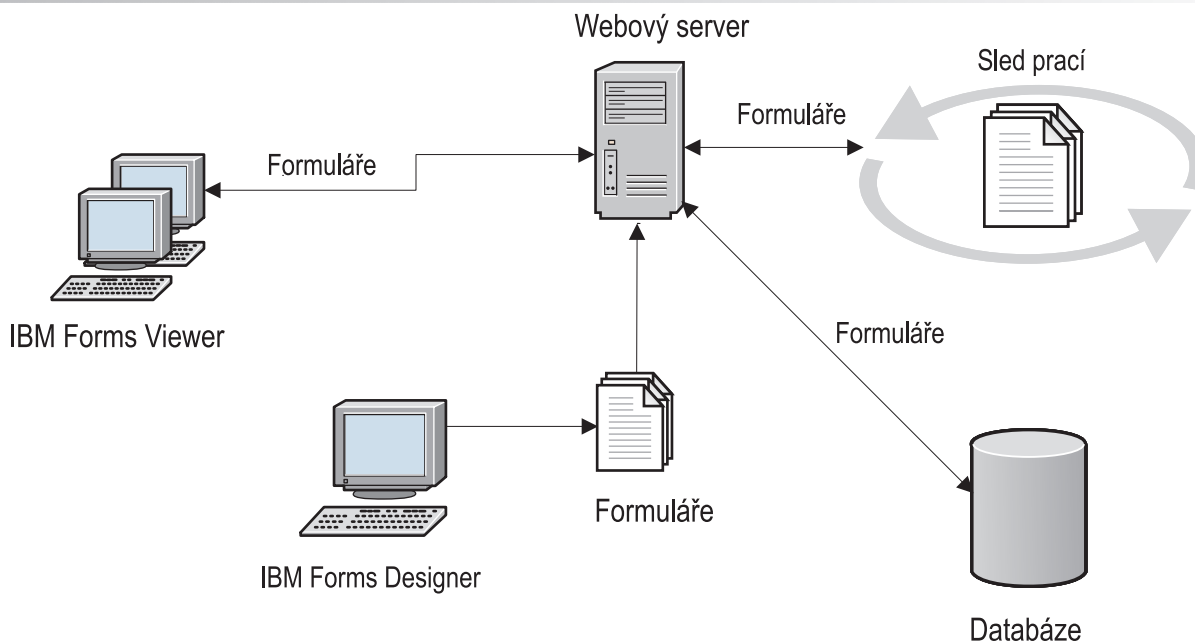 Webový server
Sled prací
Formuláře
Formuláře
IBM Forms Viewer
Formuláře
Formuláře
IBM Forms Designer
Databáze